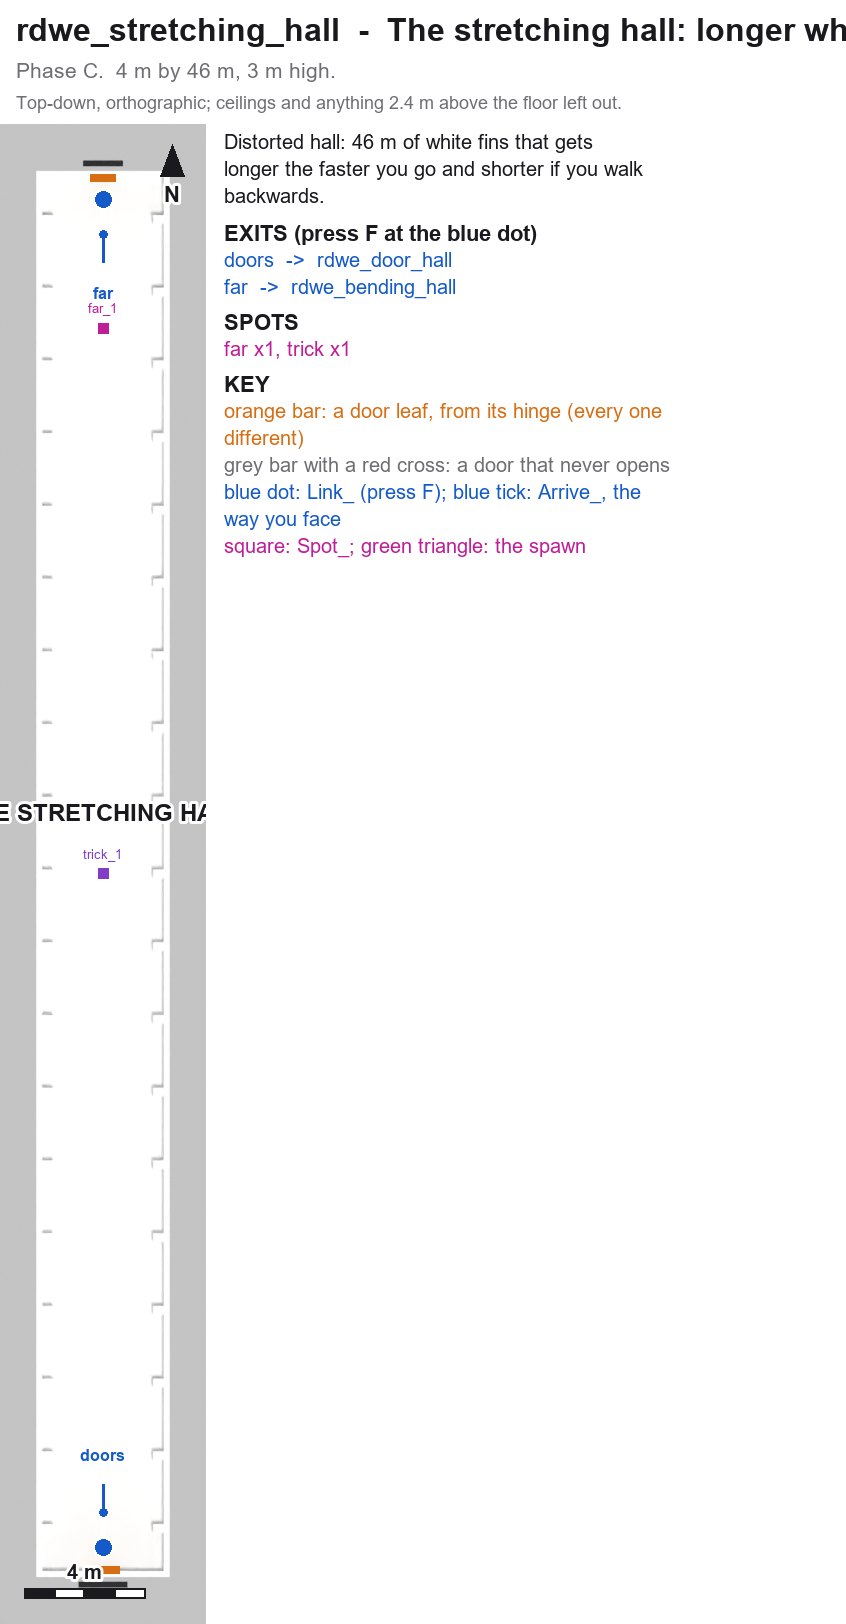 rdwe_stretching_hall - The stretching hall: longer wh
Phase C. 4 m by 46 m, 3 m high.
Top-down, orthographic; ceilings and anything 2.4 m above the floor left out.
Distorted hall: 46 m of white fins that gets
longer the faster you go and shorter if you walk
backwards.
EXITS (press F at the blue dot)
doors -> rdwe_door_hall
far -> rdwe_bending_hall
SPOTS
far x1, trick x1
KEY
orange bar: a door leaf, from its hinge (every one
different)
grey bar with a red cross: a door that never opens
blue dot: Link_ (press F); blue tick: Arrive_, the
way you face
square: Spot_; green triangle: the spawn
N
far
far_1
E STRETCHING HA
trick_1
doors
4 m